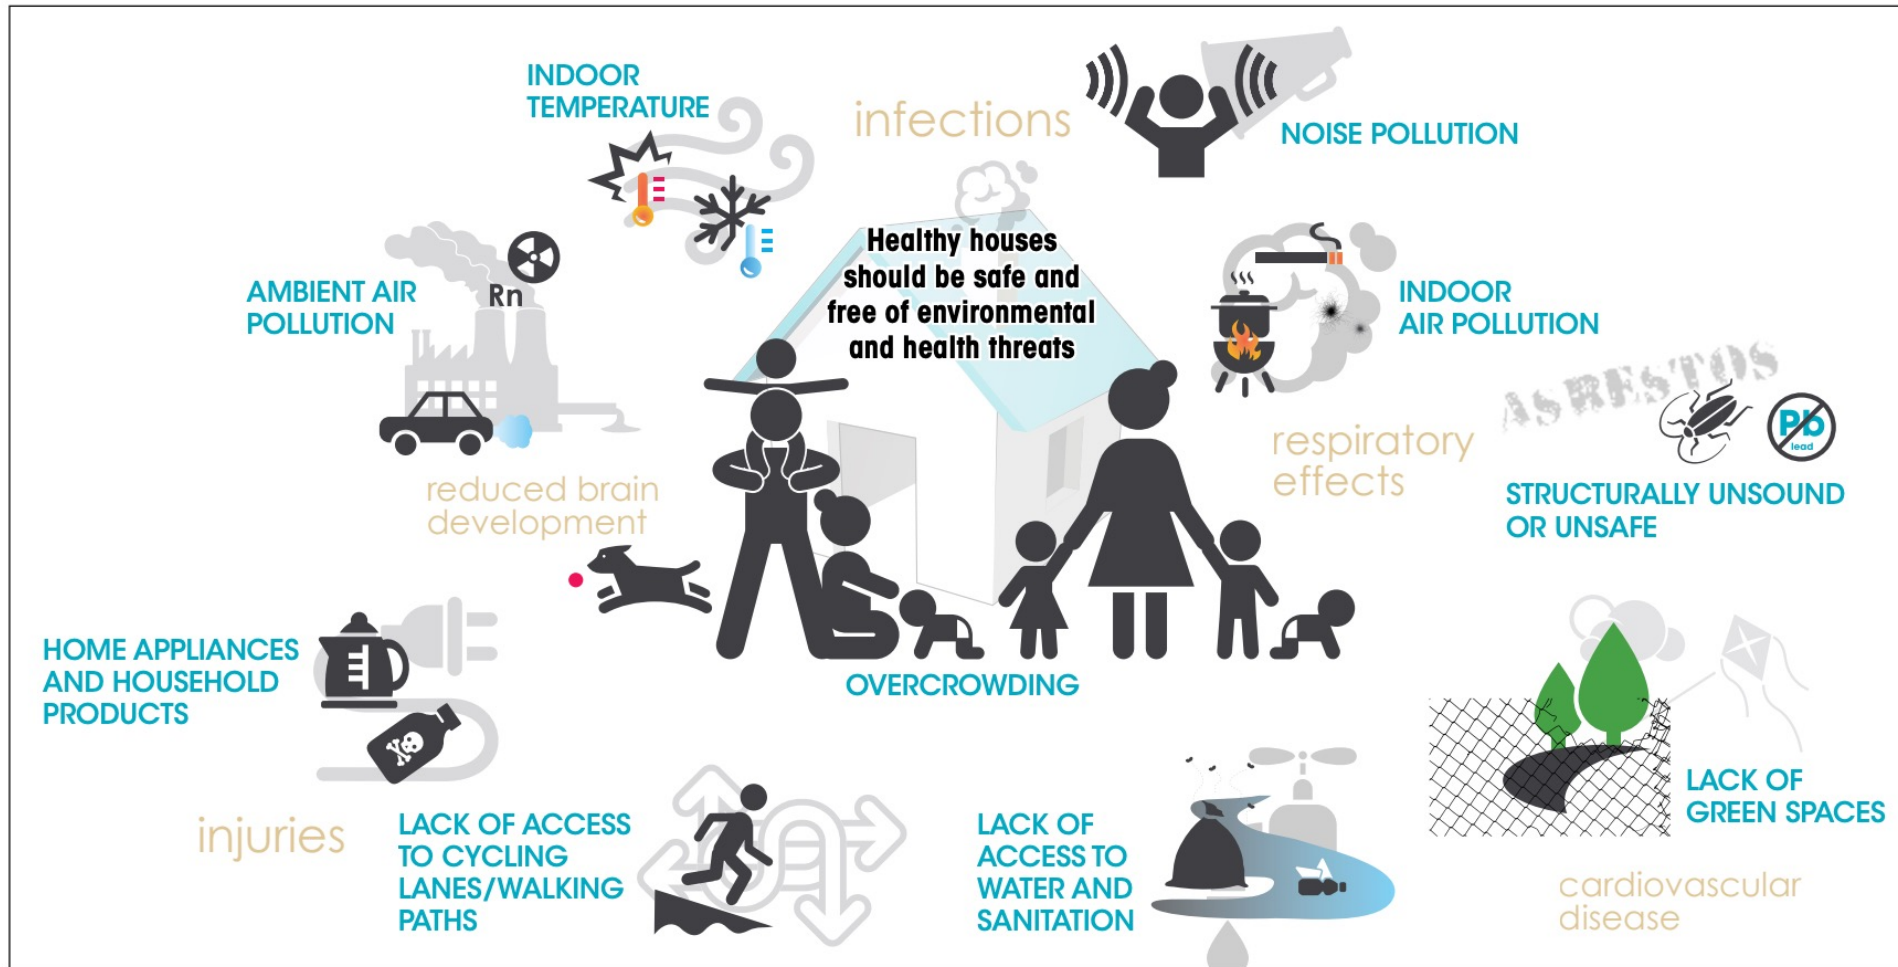 INDOOR
TEMPERATURE
infections
NOISE POLLUTION
Healthy houses
should be safe and
free of environmental
and health threats
AMBIENT AIR
POLLUTION
Rn
INDOOR
AIR POLLUTION
ASBESTOS
Pb
lead
respiratory
effects
STRUCTURALLY UNSOUND
OR UNSAFE
reduced brain
development
HOME APPLIANCES
AND HOUSEHOLD
PRODUCTS
OVERCROWDING
injuries
LACK OF ACCESS
TO CYCLING
LANES/WALKING
PATHS
LACK OF
ACCESS TO
WATER AND
SANITATION
LACK OF
GREEN SPACES
cardiovascular
disease